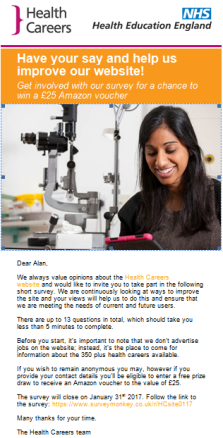 Health
Careers
NHS
Health Education England
Have your say and help us
improve our website!
Get involved with our survey for a chance to
win a £25 Amazon voucher
Dear Alan,
We always value opinions about the Health Careers
website and would like to invite you to take part in the following
short survey. We are continuously looking at ways to improve
the site and your views will help us to do this and ensure that
we are meeting the needs of current and future users.
There are up to 13 questions in total, which should take you
less than 5 minutes to complete.
Before you start, it's important to note that we don't advertise
jobs on the website; instead, it's the place to come for
information about the 350 plus health careers available.
If you wish to remain anonymous you may, however if you
provide your contact details you'll be eligible to enter a free prize
draw to receive an Amazon voucher to the value of £25.
The survey will close on January 31st 2017. Follow the link to
the survey: https://www.surveymonkey.co.uk/r/HCsite0117
Many thanks for your time.
The Health Careers team